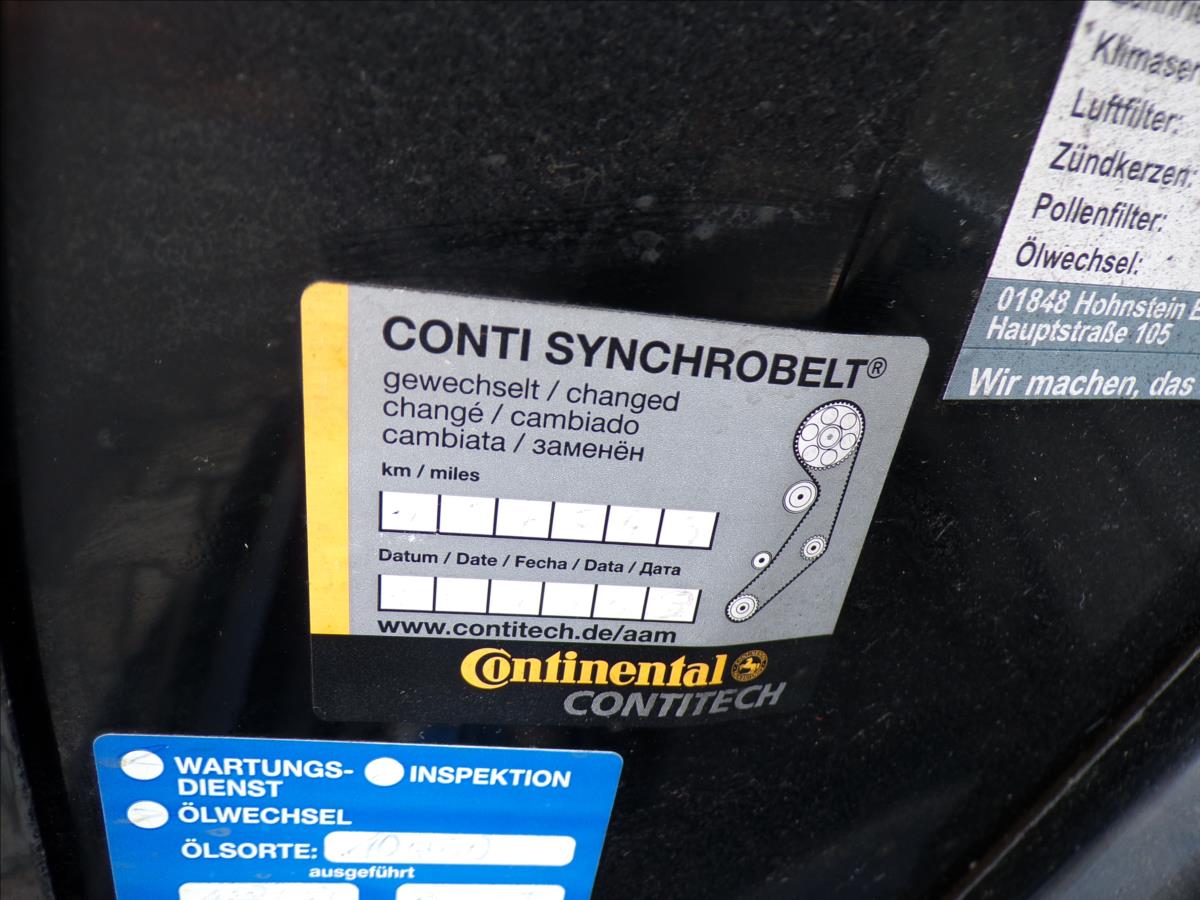 CONTI SYNCHROBELT®
gewechselt / changed
changé / cambiado
cambiata / заменён
km / miles
Datum / Date / Fecha / Data / Дата
www.contitech.de/aam
Continental
CONTITECH
Luftfilter:
Zündkerzen:
Pollenfilter:
Ölwechsel:
01848 Hohnstein
Hauptstraße 105
Wir machen, das
WARTUNGS-
DIENST
INSPEKTION
ÖLWECHSEL
ÖLSORTE:
ausgeführt